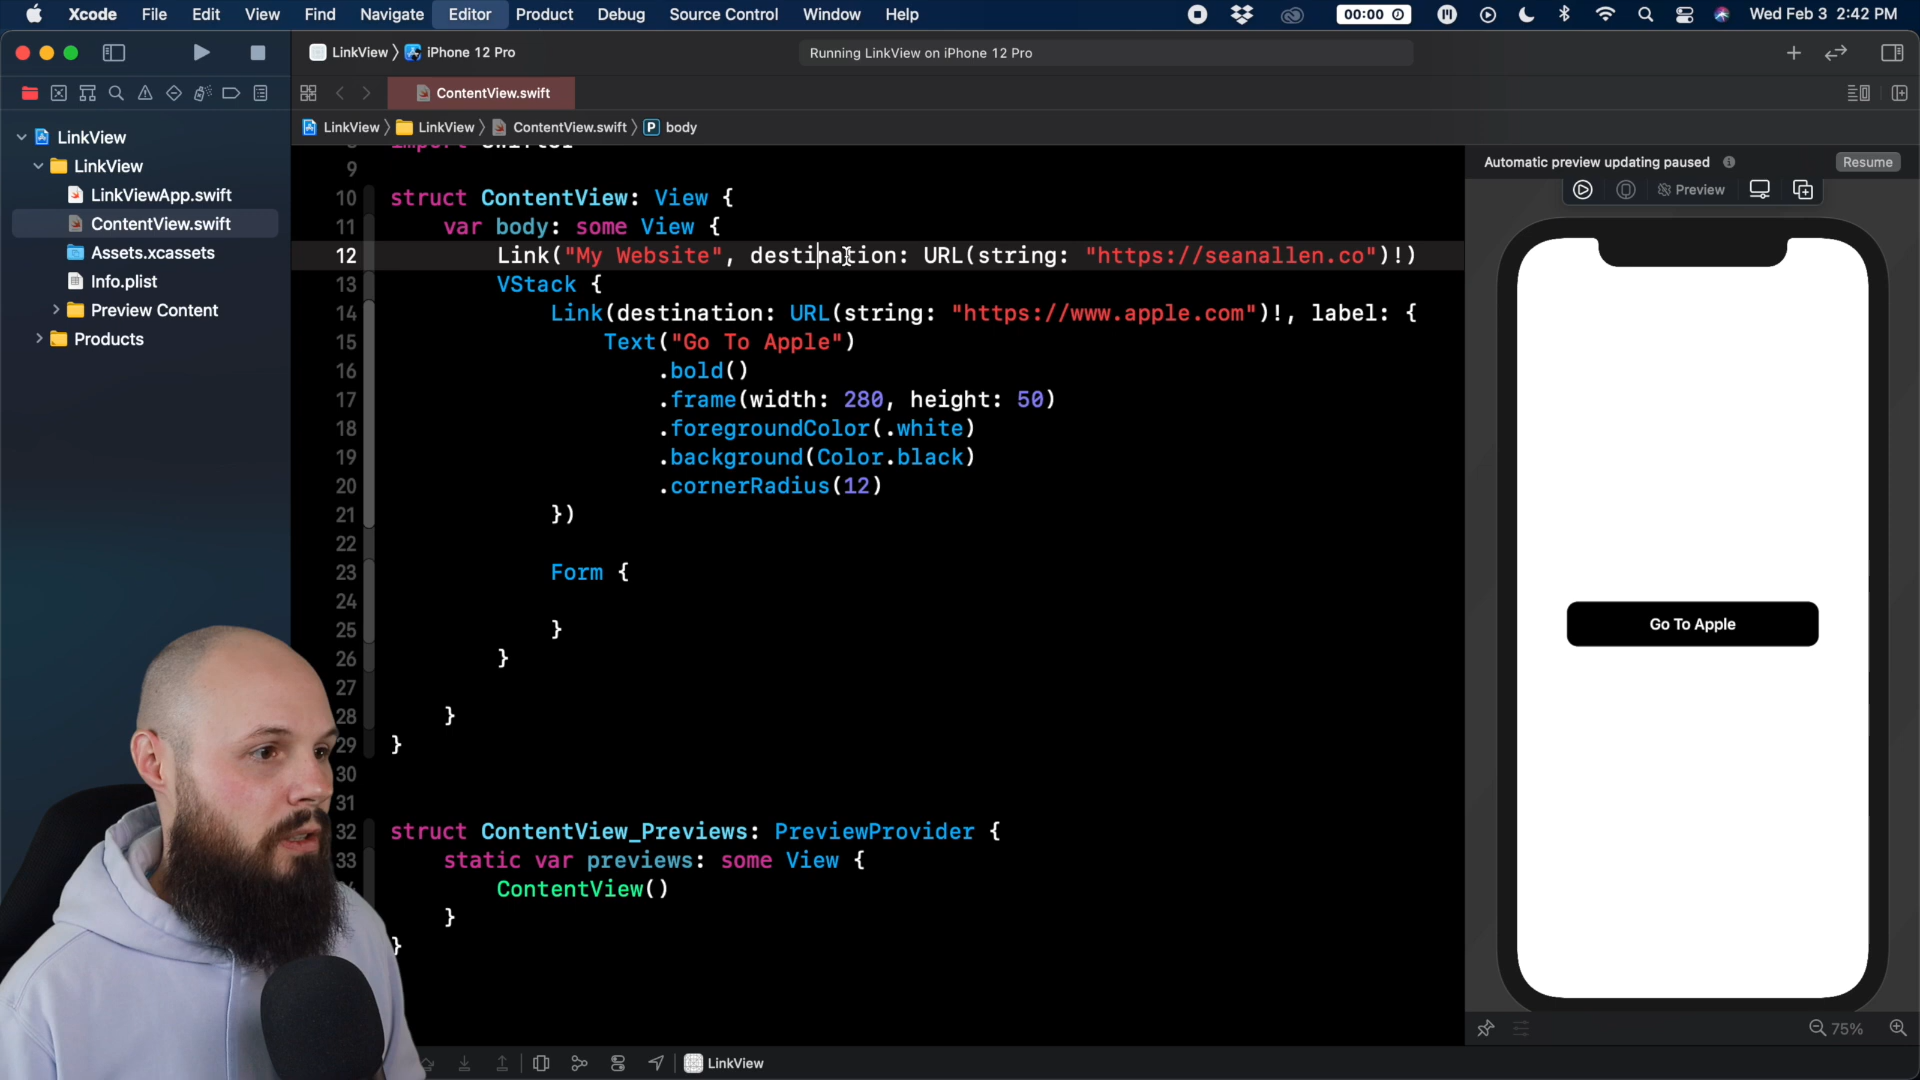 Xcode File Edit View Find Navigate Editor Product Debug Source Control Window Help 00:00 Wed Feb 3 2:42 PM
LinkView iPhone 12 Pro Running LinkView on iPhone 12 Pro
ContentView.swift
LinkView LinkView ContentView.swift P body
LinkView
LinkView
LinkViewApp.swift
ContentView.swift
Assets.xcassets
Info.plist
Preview Content
Products
9
10 struct ContentView: View {
11 var body: some View {
12 Link("My Website", destination: URL(string: "https://seanallen.co")!)
13 VStack {
14 Link(destination: URL(string: "https://www.apple.com")!, label: {
15 Text("Go To Apple")
16 .bold()
17 .frame(width: 280, height: 50)
18 .foregroundColor(.white)
19 .background(Color.black)
20 .cornerRadius(12)
21 })
22
23 Form {
24
25 }
26 }
27
28 }
29 }
30
31
32 struct ContentView_Previews: PreviewProvider {
33 static var previews: some View {
ContentView()
}
}
Automatic preview updating paused Resume
Preview
Go To Apple
75%
LinkView